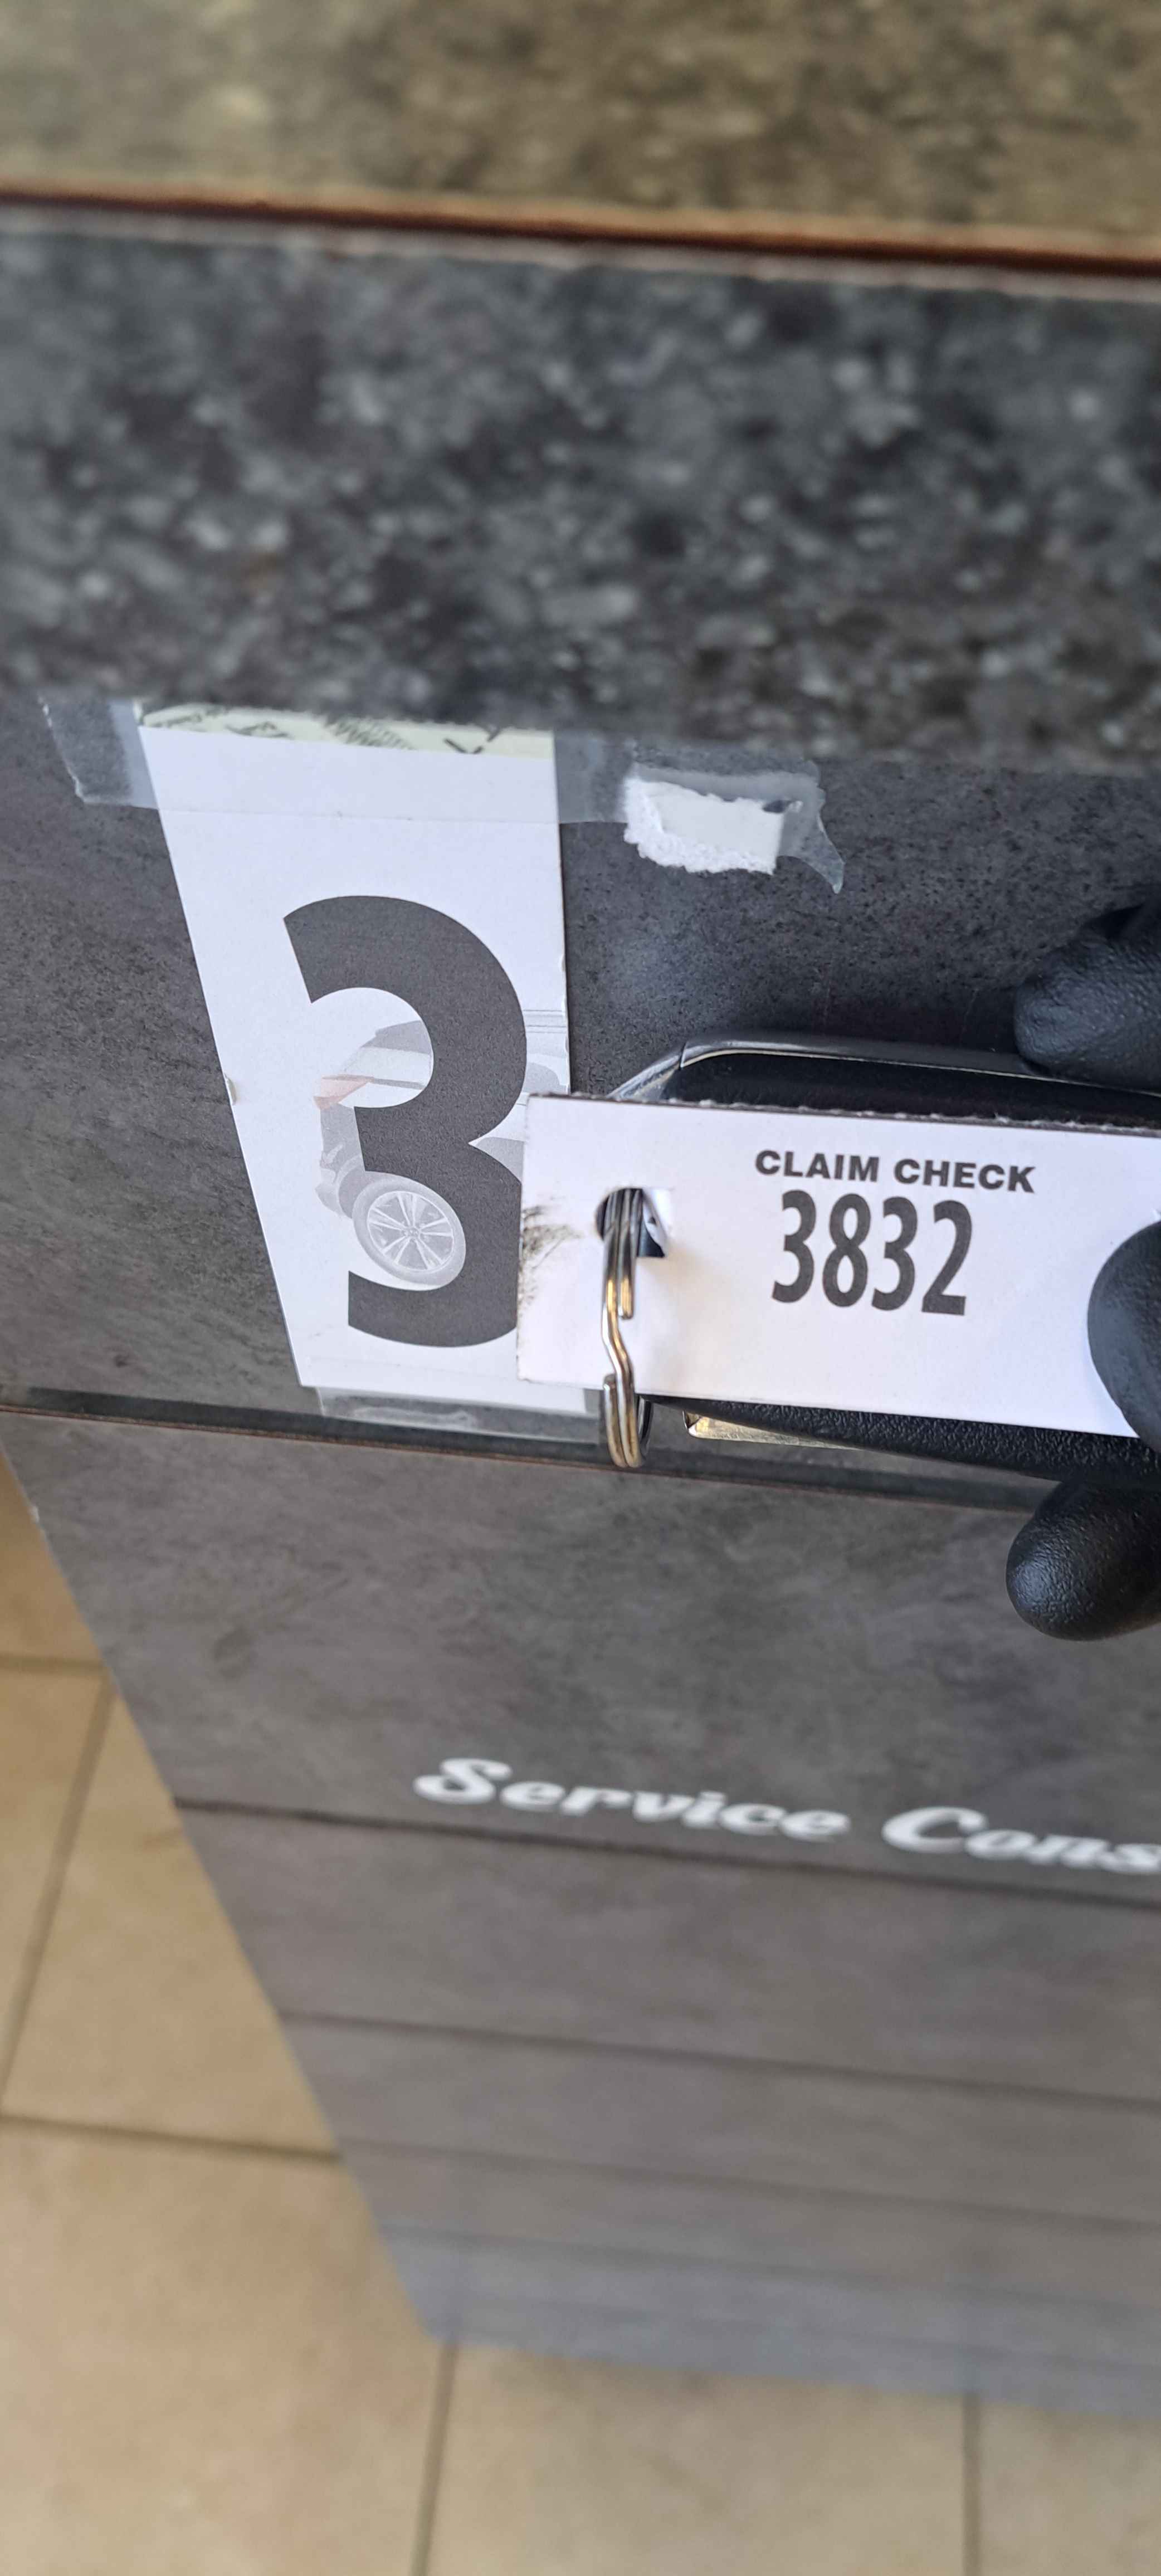 3
CLAIM CHECK
3832
Service Cons